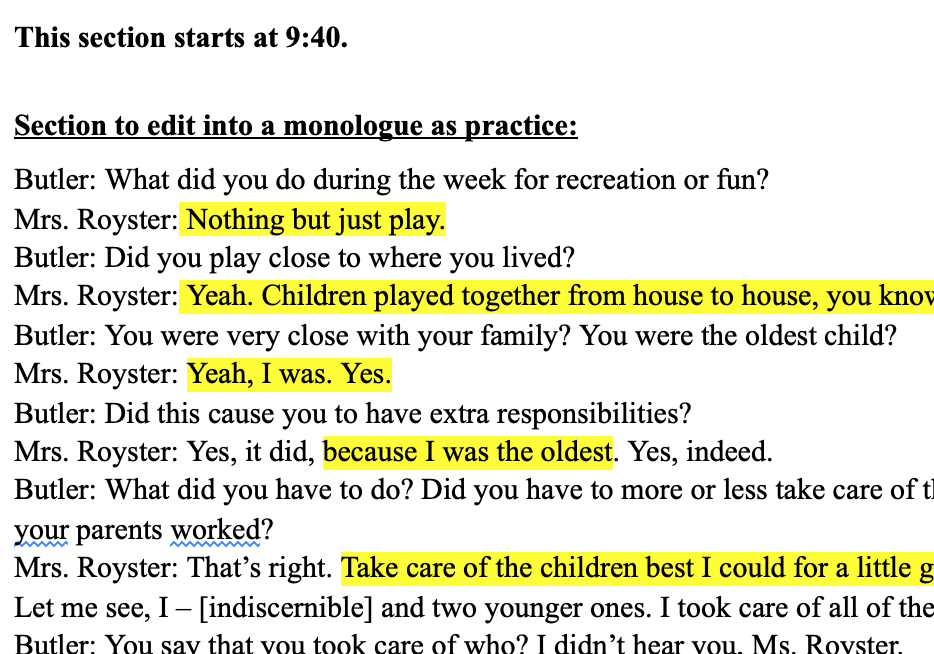 This section starts at 9:40.
Section to edit into a monologue as practice:
Butler: What did you do during the week for recreation or fun?
Mrs. Royster: Nothing but just play.
Butler: Did you play close to where you lived?
Mrs. Royster: Yeah. Children played together from house to house, you know
Butler: You were very close with your family? You were the oldest child?
Mrs. Royster: Yeah, I was. Yes.
Butler: Did this cause you to have extra responsibilities?
Mrs. Royster: Yes, it did, because I was the oldest. Yes, indeed.
Butler: What did you have to do? Did you have to more or less take care of
your parents worked?
Mrs. Royster: That’s right. Take care of the children best I could for a little
Let me see, I – [indiscernible] and two younger ones. I took care of all of
Butler: You say that you took care of who? I didn’t hear you, Ms. Royster.